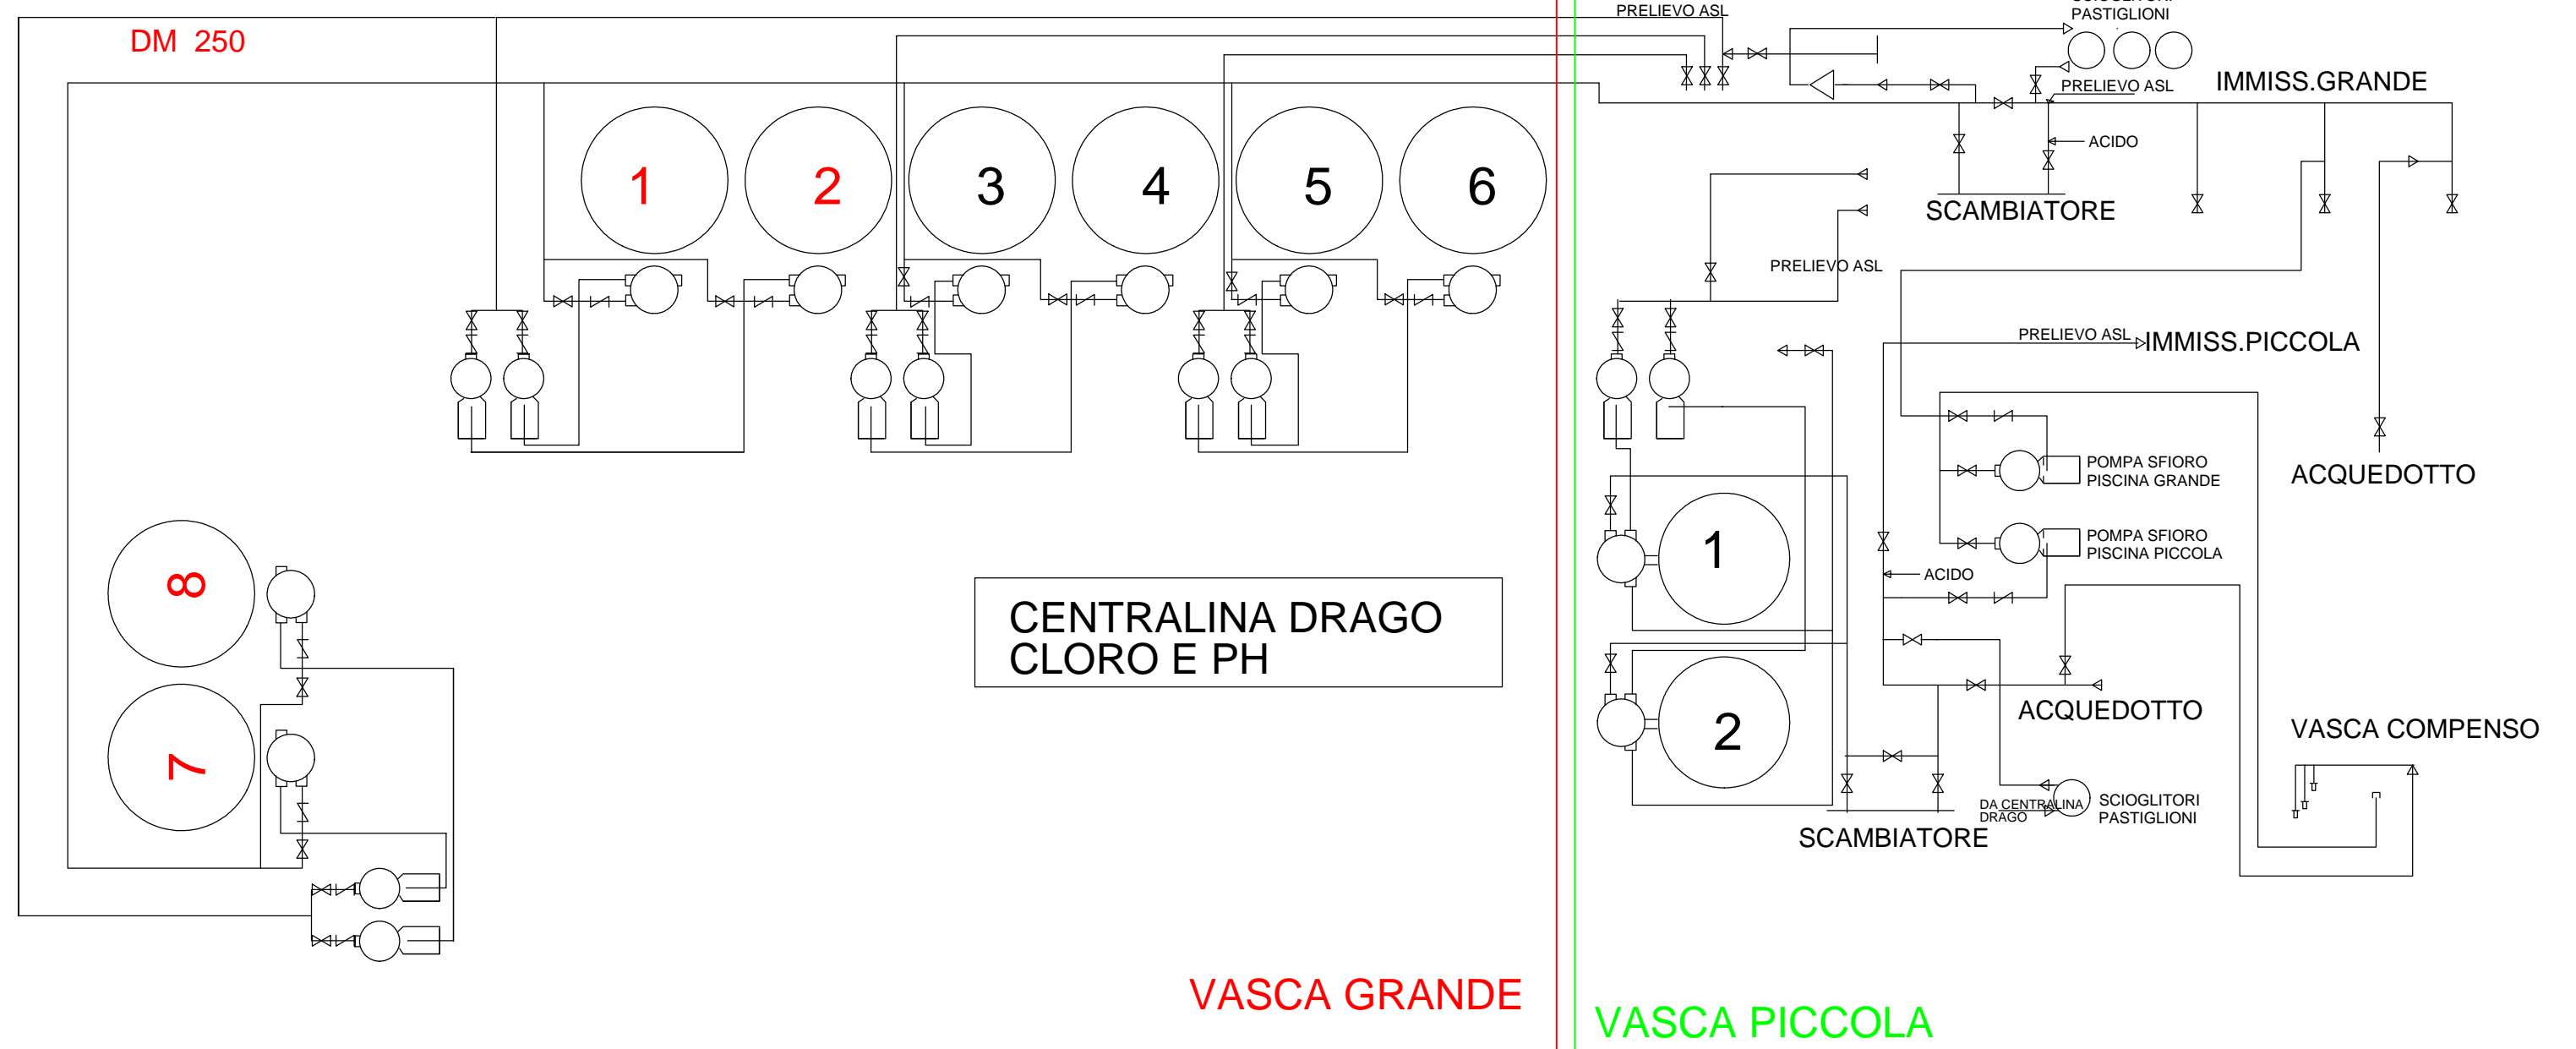 PRELIEVO ASL
SCIOGLITORI
PASTIGLIONI
DM 250
PRELIEVO ASL
IMMISS.GRANDE
ACIDO
1
2
3
4
5
6
SCAMBIATORE
PRELIEVO ASL
PRELIEVO ASL
IMMISS.PICCOLA
POMPA SFIORO
PISCINA GRANDE
ACQUEDOTTO
POMPA SFIORO
PISCINA PICCOLA
1
8
ACIDO
CENTRALINA DRAGO
CLORO E PH
ACQUEDOTTO
2
VASCA COMPENSO
7
DA CENTRALINA
DRAGO
SCIOGLITORI
PASTIGLIONI
SCAMBIATORE
VASCA GRANDE
VASCA PICCOLA